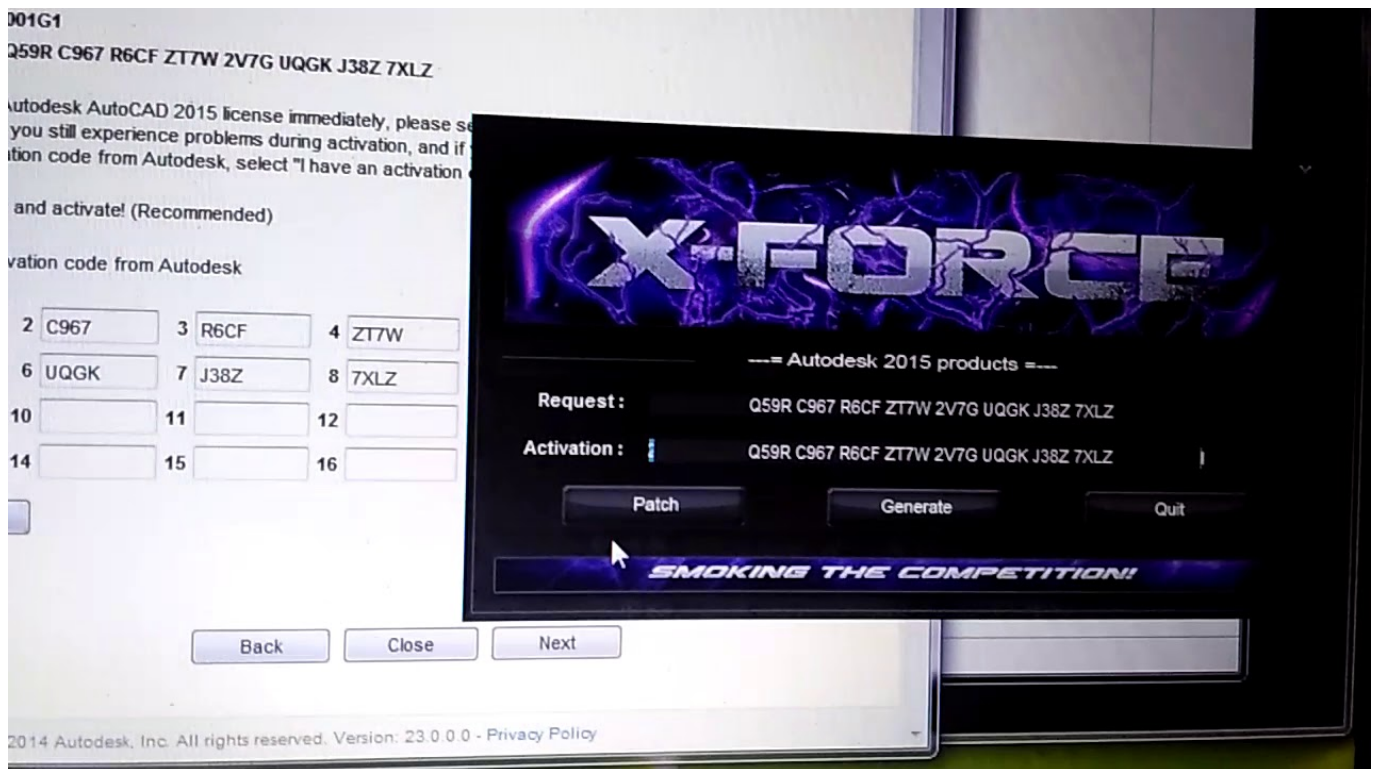 001G1
Q59R C967 R6CF ZT7W 2V7G UQGK J38Z 7XLZ
Autodesk AutoCAD 2015 license immediately, please
you still experience problems during activation, and if
code from Autodesk, select "I have an activation
and activate! (Recommended)
code from Autodesk
2 C967 3 R6CF 4 ZT7W
6 UQGK 7 J38Z 8 7XLZ
10 11 12
14 15 16
Back Close Next
2014 Autodesk, Inc. All rights reserved. Version: 23.0.0.0 - Privacy Policy
X-FORCE
---= Autodesk 2015 products =---
Request: Q59R C967 R6CF ZT7W 2V7G UQGK J38Z 7XLZ
Activation: Q59R C967 R6CF ZT7W 2V7G UQGK J38Z 7XLZ
Patch Generate Quit
SMOKING THE COMPETITION!